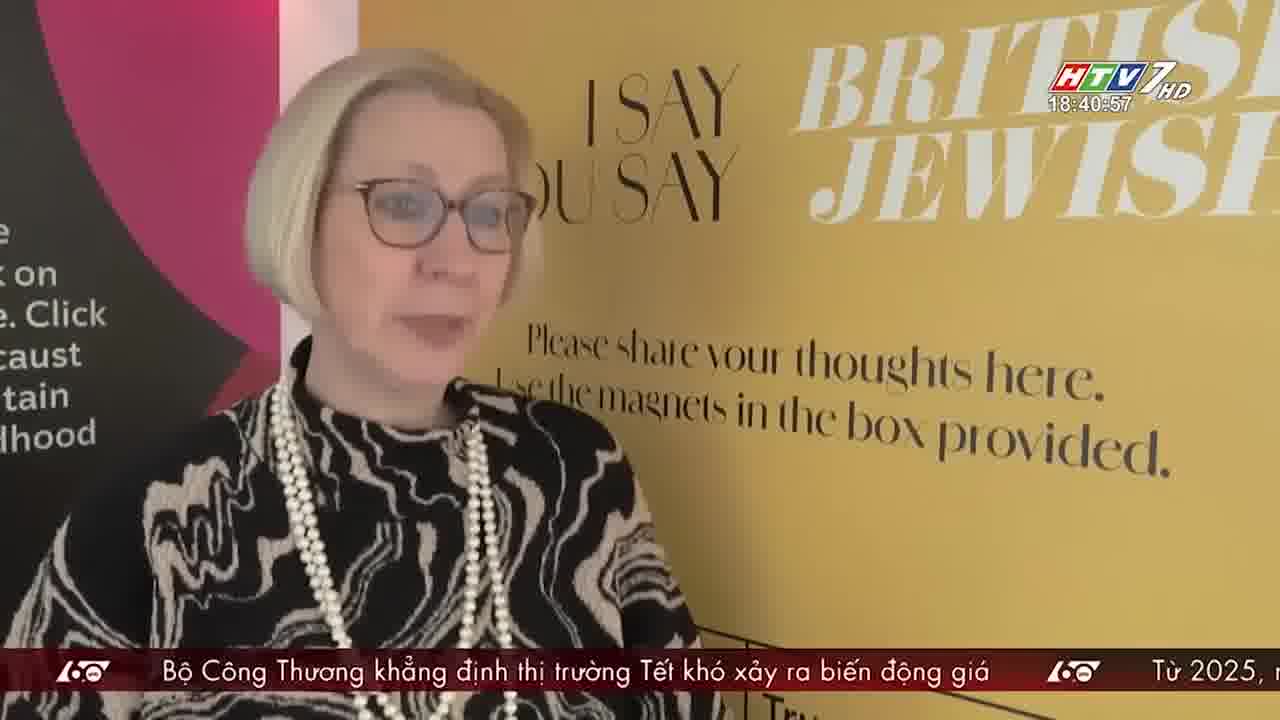 I SAY
OU SAY
BRITIS
JEWISH
HTV7 HD
18:40:57
e
k on
e. Click
caust
tain
dhood
Please share your thoughts here.
Use the magnets in the box provided.
Bộ Công Thương khẳng định thị trường Tết khó xảy ra biến động giá
Từ 2025,